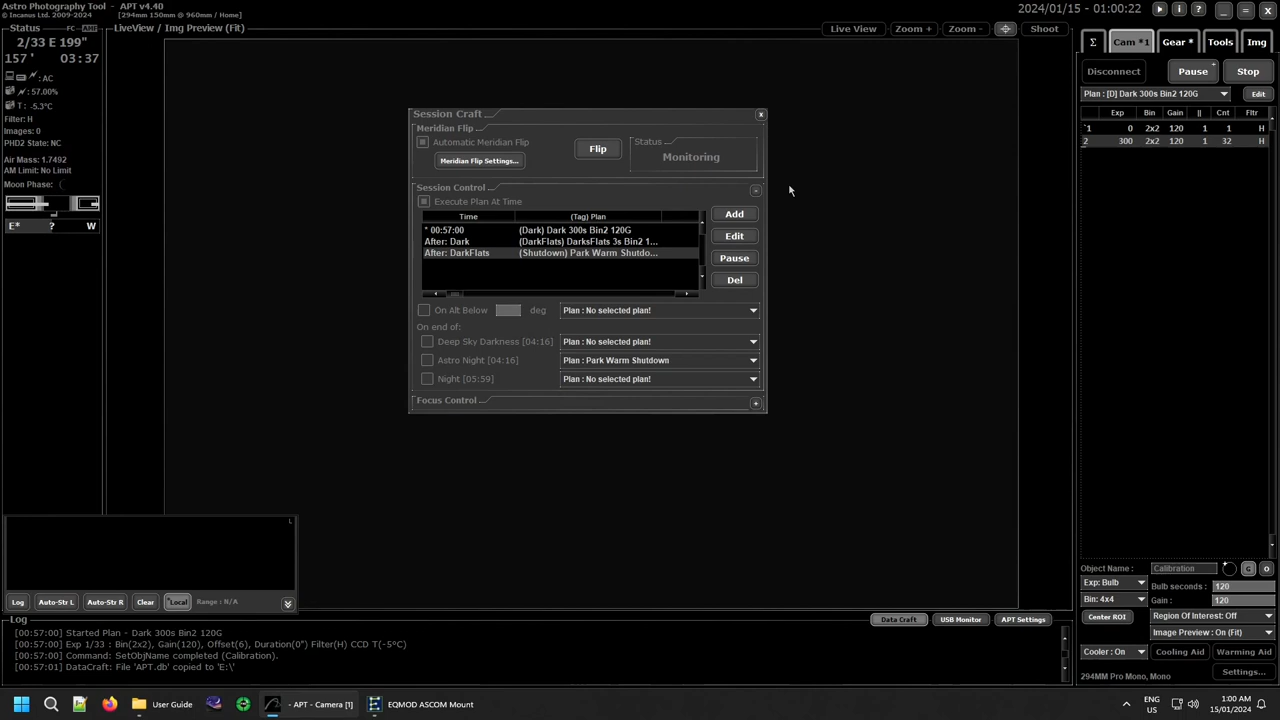 Astro Photography Tool - APT v4.40
© Incanus Ltd. 2009-2024
[294mm 150mm @ 960mm / Home]
2024/01/15 - 01:00:22
Status FC - AHF
LiveView / Img Preview (Fit)
Live View Zoom + Zoom - Shoot
Σ Cam *1 Gear * Tools Img
2/33 E 199"
157 ' 03:37
: AC
: 57.00%
T : -5.3°C
Filter: H
Images: 0
PHD2 State: NC
Air Mass: 1.7492
AM Limit: No Limit
Moon Phase:
E* ? W
Disconnect Pause Stop
Plan : [D] Dark 300s Bin2 120G Edit
Exp Bin Gain || Cnt Fltr
*1 0 2x2 120 1 1 H
2 300 2x2 120 1 32 H
Session Craft x
Meridian Flip
Automatic Meridian Flip
Meridian Flip Settings...
Flip
Status
Monitoring
Session Control
Execute Plan At Time
Time (Tag) Plan
* 00:57:00 (Dark) Dark 300s Bin2 120G
After: Dark (DarkFlats) DarksFlats 3s Bin2 1...
After: DarkFlats (Shutdown) Park Warm Shutdo...
Add
Edit
Pause
Del
On Alt Below deg Plan : No selected plan!
On end of:
Deep Sky Darkness [04:16] Plan : No selected plan!
Astro Night [04:16] Plan : Park Warm Shutdown
Night [05:59] Plan : No selected plan!
Focus Control
L
Log Auto-Str L Auto-Str R Clear *Local Range : N/A
Object Name : Calibration G O
Exp: Bulb Bulb seconds : 120
Bin: 4x4 Gain : 120
Center ROI Region Of Interest: Off
Image Preview : On (Fit)
Cooler : On Cooling Aid Warming Aid
294MM Pro Mono, Mono Settings...
Log
Data Craft USB Monitor APT Settings
[00:57:00] Started Plan - Dark 300s Bin2 120G
[00:57:00] Exp 1/33 : Bin(2x2), Gain(120), Offset(6), Duration(0") Filter(H) CCD T(-5°C)
[00:57:00] Command: SetObjName completed (Calibration).
[00:57:01] DataCraft: File 'APT.db' copied to 'E:\'
User Guide - APT - Camera [1] EQMOD ASCOM Mount
ENG
US
1:00 AM
15/01/2024